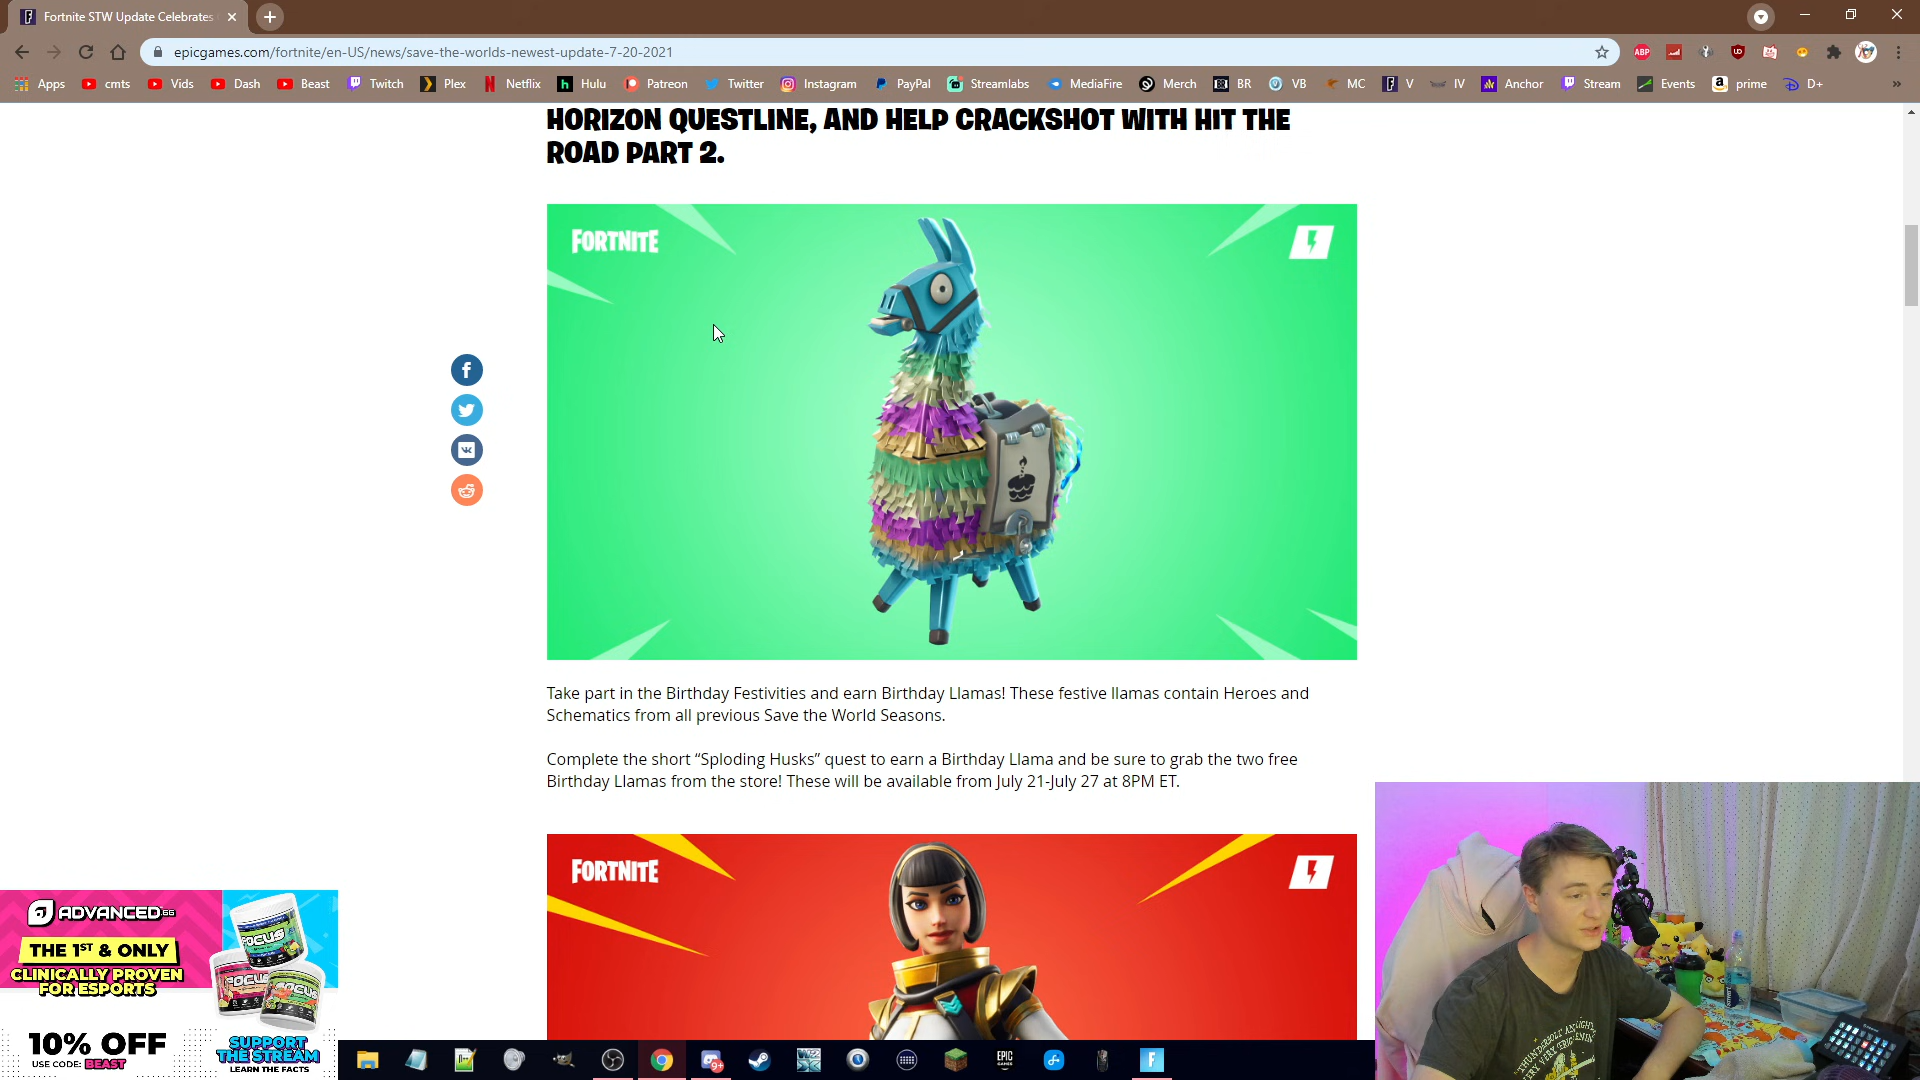 Fortnite STW Update Celebrates
epicgames.com/fortnite/en-US/news/save-the-worlds-newest-update-7-20-2021
Apps cmts Vids Dash Beast Twitch Plex Netflix Hulu Patreon Twitter Instagram PayPal Streamlabs MediaFire Merch BR VB MC V IV Anchor Stream Events prime D+
HORIZON QUESTLINE, AND HELP CRACKSHOT WITH HIT THE
ROAD PART 2.
FORTNITE
Take part in the Birthday Festivities and earn Birthday Llamas! These festive llamas contain Heroes and
Schematics from all previous Save the World Seasons.
Complete the short “Sploding Husks” quest to earn a Birthday Llama and be sure to grab the two free
Birthday Llamas from the store! These will be available from July 21-July 27 at 8PM ET.
FORTNITE
ADVANCED.GG
THE 1ST & ONLY
CLINICALLY PROVEN
FOR ESPORTS
10% OFF
USE CODE: BEAST
FOCUS
FOCUS
FOCUS
SUPPORT
THE STREAM
LEARN THE FACTS
EPIC
GAMES